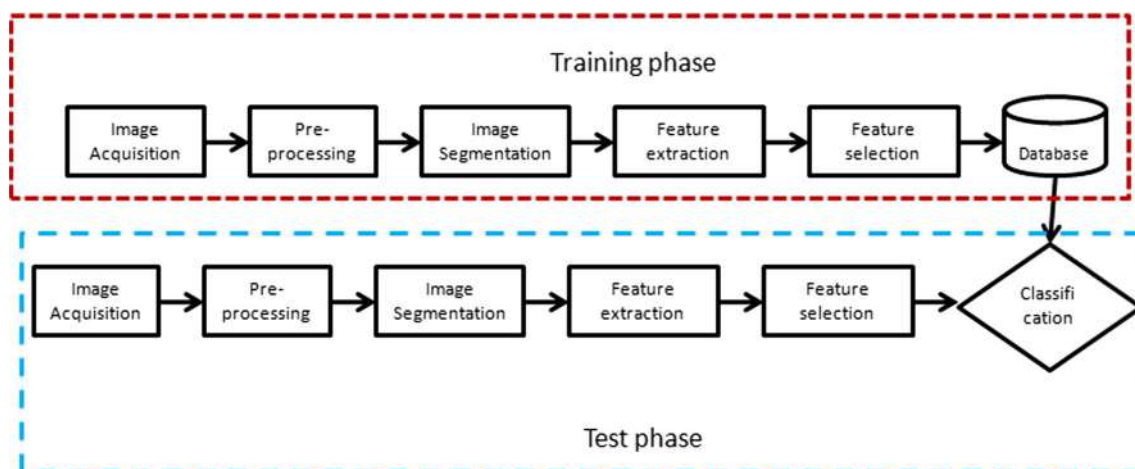 Training phase
Image
Acquisition
Pre-
processing
Image
Segmentation
Feature
extraction
Feature
selection
Database
Image
Acquisition
Pre-
processing
Image
Segmentation
Feature
extraction
Feature
selection
Classifi
cation
Test phase